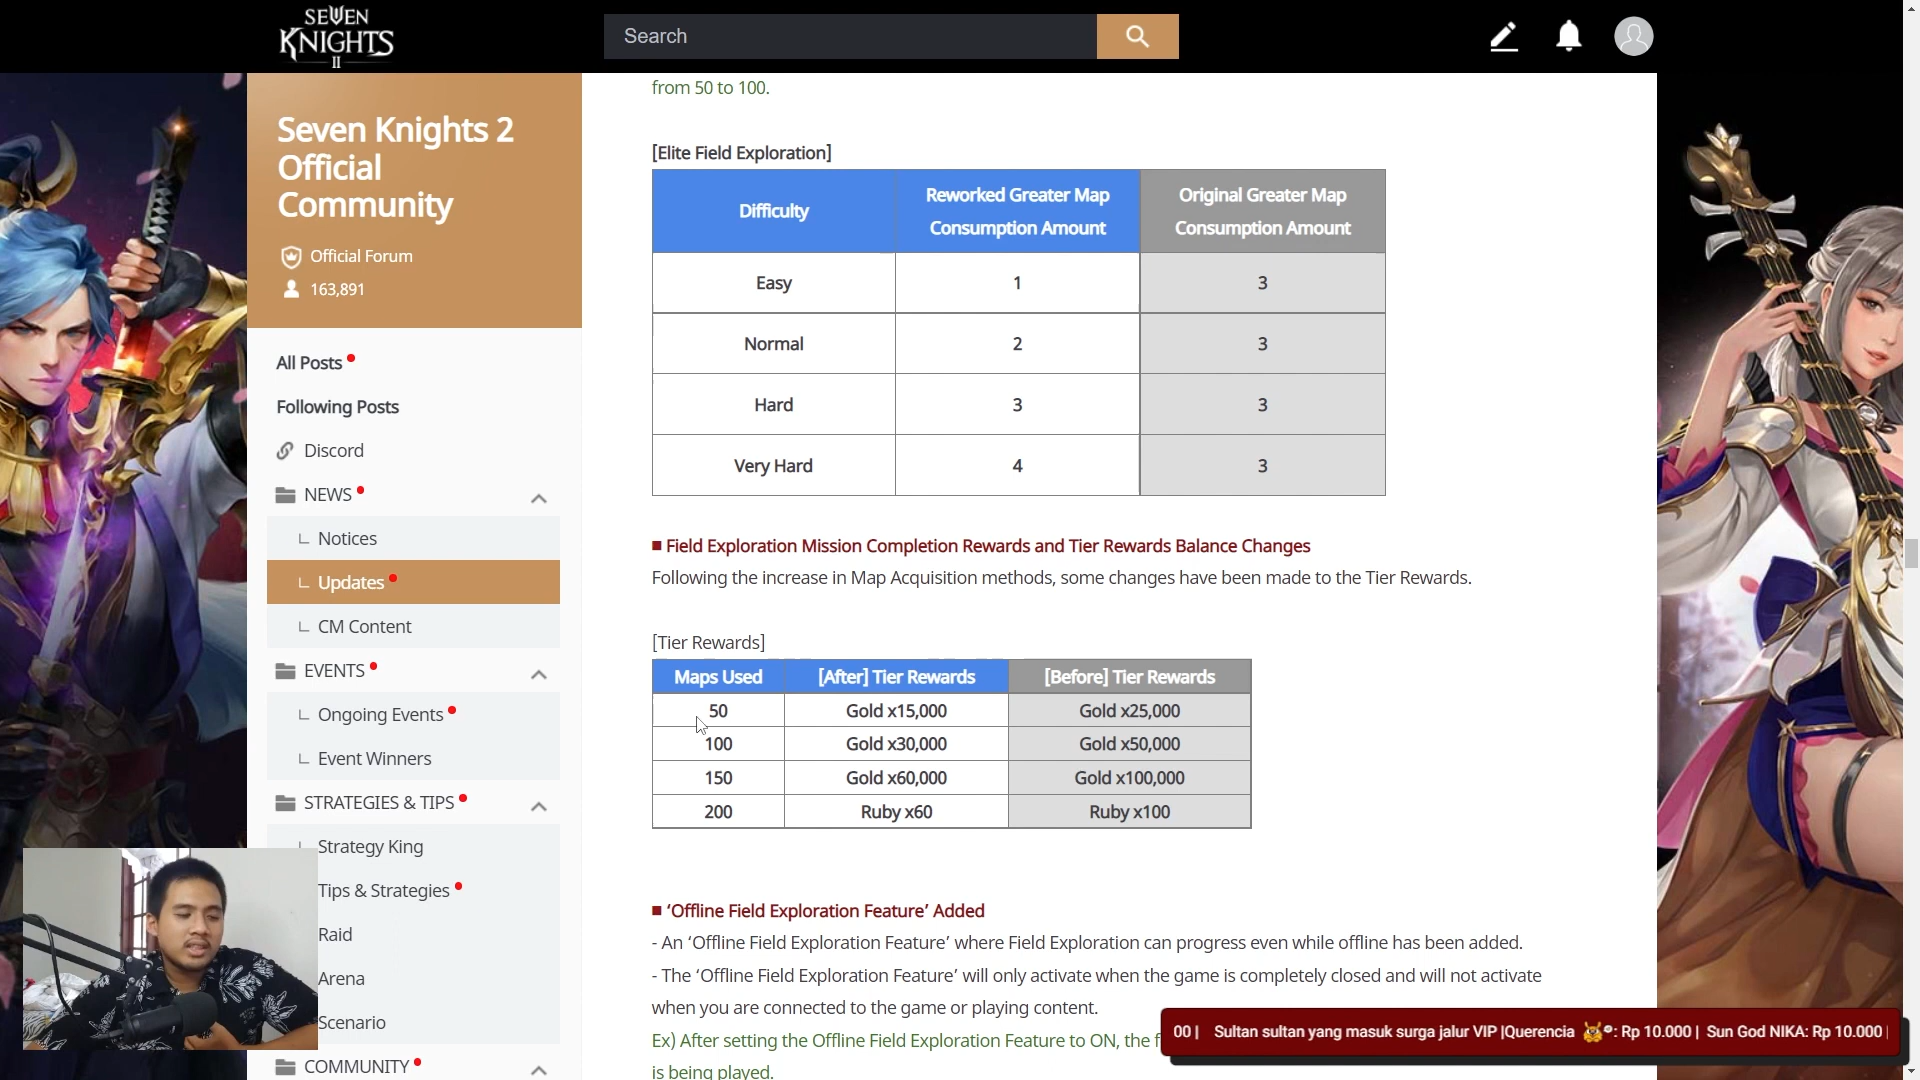 SEVEN
KNIGHTS
II
Search
Seven Knights 2
Official
Community
Official Forum
163,891
All Posts
Following Posts
Discord
NEWS
Notices
Updates
CM Content
EVENTS
Ongoing Events
Event Winners
STRATEGIES & TIPS
Strategy King
Tips & Strategies
Raid
Arena
Scenario
COMMUNITY
from 50 to 100.
[Elite Field Exploration]
Difficulty Reworked Greater Map Consumption Amount Original Greater Map Consumption Amount
Easy 1 3
Normal 2 3
Hard 3 3
Very Hard 4 3
■ Field Exploration Mission Completion Rewards and Tier Rewards Balance Changes
Following the increase in Map Acquisition methods, some changes have been made to the Tier Rewards.
[Tier Rewards]
Maps Used [After] Tier Rewards [Before] Tier Rewards
50 Gold x15,000 Gold x25,000
100 Gold x30,000 Gold x50,000
150 Gold x60,000 Gold x100,000
200 Ruby x60 Ruby x100
■ ‘Offline Field Exploration Feature’ Added
- An ‘Offline Field Exploration Feature’ where Field Exploration can progress even while offline has been added.
- The ‘Offline Field Exploration Feature’ will only activate when the game is completely closed and will not activate
when you are connected to the game or playing content.
Ex) After setting the Offline Field Exploration Feature to ON, the f
is being played.
00 | Sultan sultan yang masuk surga jalur VIP |Querencia : Rp 10.000 | Sun God NIKA: Rp 10.000 |